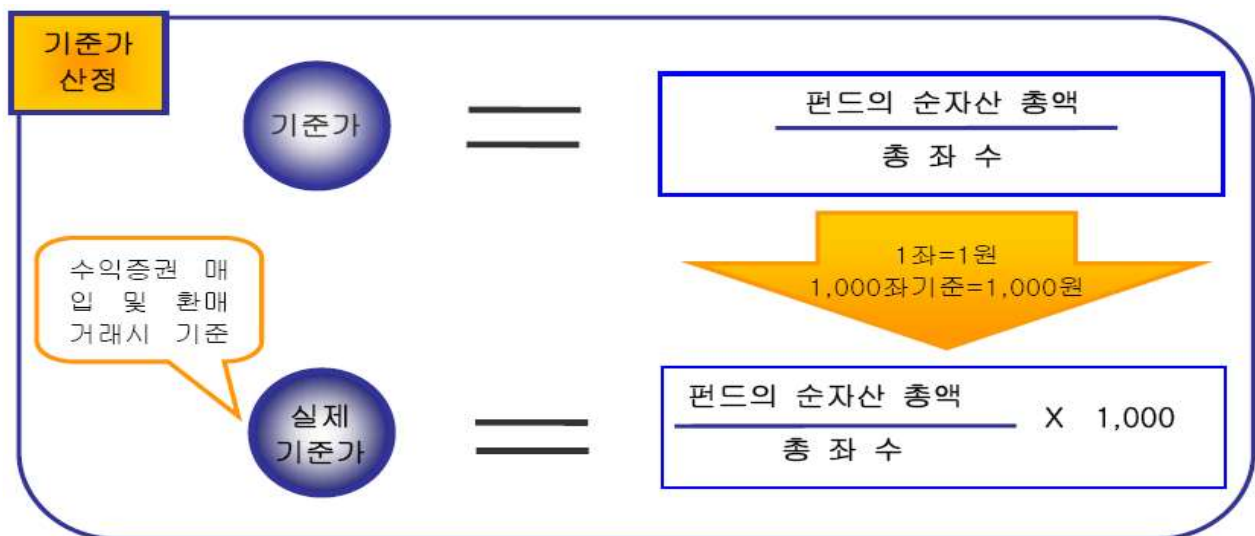 기준가
산정
기준가
펀드의 순자산 총액
총 좌 수
1좌=1원
1,000좌기준=1,000원
수익증권 매
입 및 환매
거래시 기준
실제
기준가
펀드의 순자산 총액
총 좌 수
X 1,000